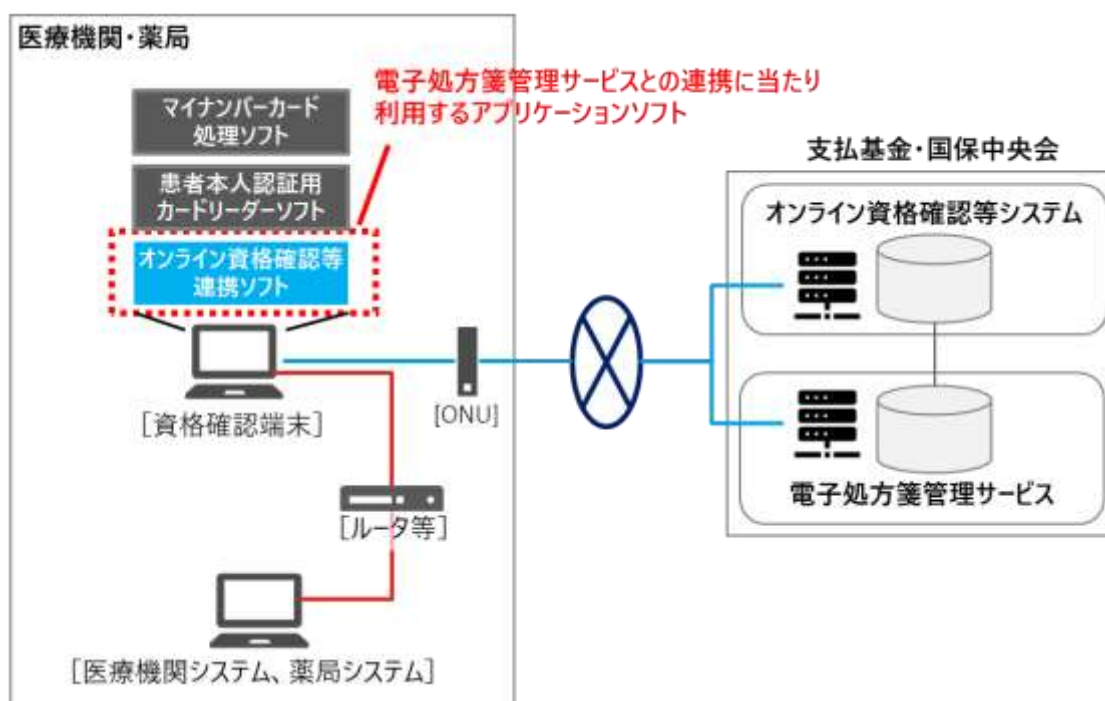 医療機関・薬局
電子処方箋管理サービスとの連携に当たり
利用するアプリケーションソフト
マイナンバーカード
処理ソフト
患者本人認証用
カードリーダーソフト
オンライン資格確認等
連携ソフト
[資格確認端末]
[ONU]
[ルータ等]
[医療機関システム、薬局システム]
支払基金・国保中央会
オンライン資格確認等システム
電子処方箋管理サービス